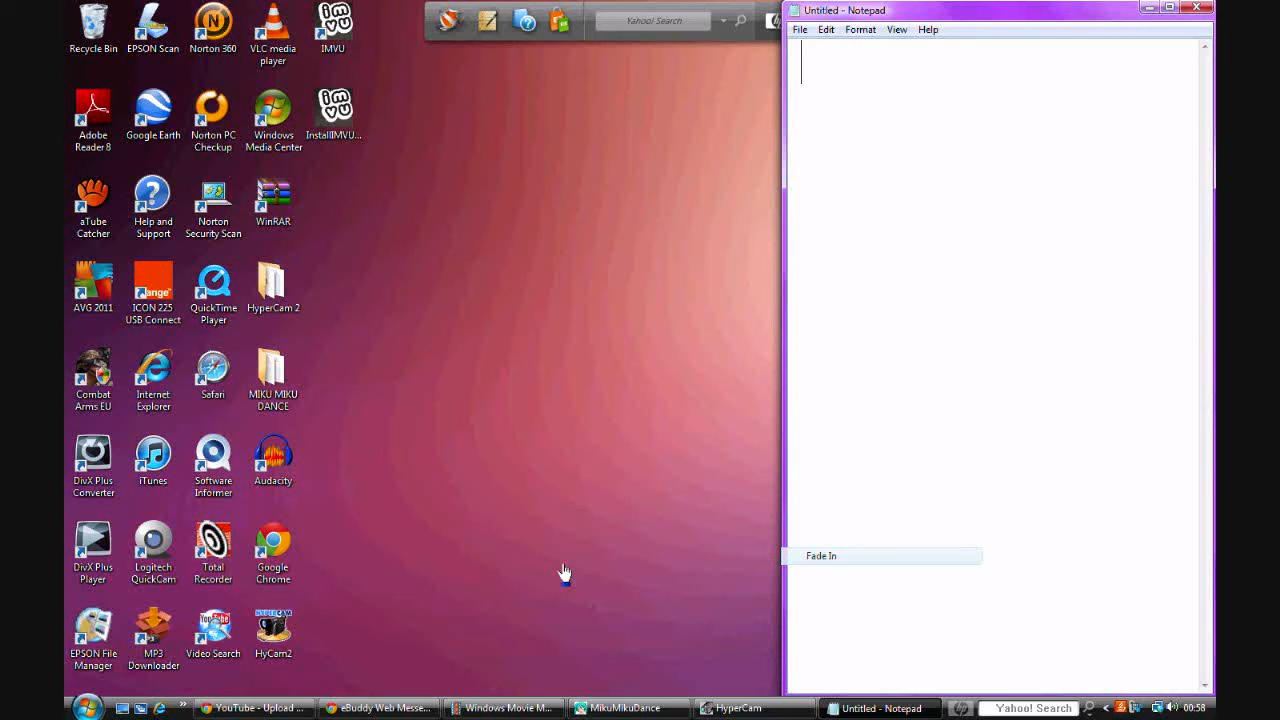 Untitled - Notepad
File Edit Format View Help
Yahoo! Search
Recycle Bin
EPSON Scan
Norton 360
VLC media
player
IMVU
Adobe
Reader 8
Google Earth
Norton PC
Checkup
Windows
Media Center
InstallIMVU...
aTube
Catcher
Help and
Support
Norton
Security Scan
WinRAR
AVG 2011
ICON 225
USB Connect
QuickTime
Player
HyperCam 2
Combat
Arms EU
Internet
Explorer
Safari
MIKU MIKU
DANCE
DivX Plus
Converter
iTunes
Software
Informer
Audacity
DivX Plus
Player
Logitech
QuickCam
Total
Recorder
Google
Chrome
EPSON File
Manager
MP3
Downloader
Video Search
HyCam2
Fade In
YouTube - Upload ...
eBuddy Web Messe...
Windows Movie M...
MikuMikuDance
HyperCam
Untitled - Notepad
Yahoo! Search
00:58